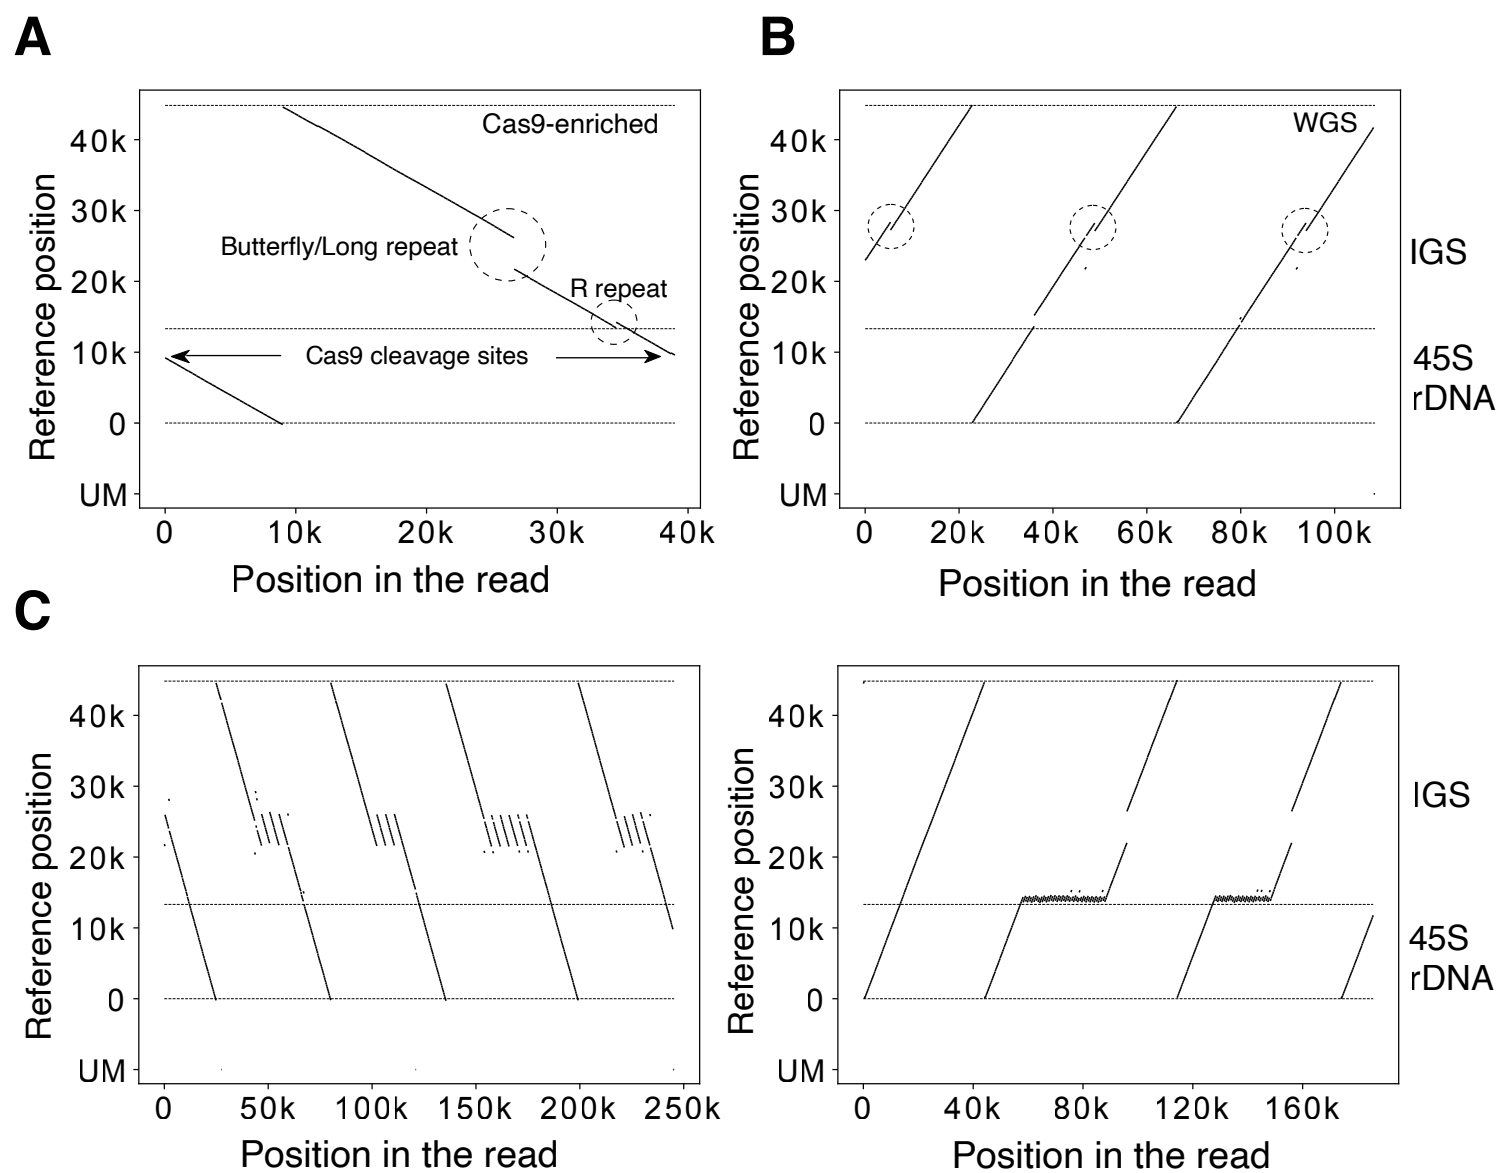 A
B
Cas9-enriched
WGS
40k
30k
20k
10k
0
UM
Reference position
Butterfly/Long repeat
R repeat
Cas9 cleavage sites
0 10k 20k 30k 40k
Position in the read
40k
30k
20k
10k
0
UM
Reference position
IGS
45S
rDNA
0 20k 40k 60k 80k 100k
Position in the read
C
40k
30k
20k
10k
0
UM
Reference position
0 50k 100k 150k 200k 250k
Position in the read
40k
30k
20k
10k
0
UM
Reference position
IGS
45S
rDNA
0 40k 80k 120k 160k
Position in the read